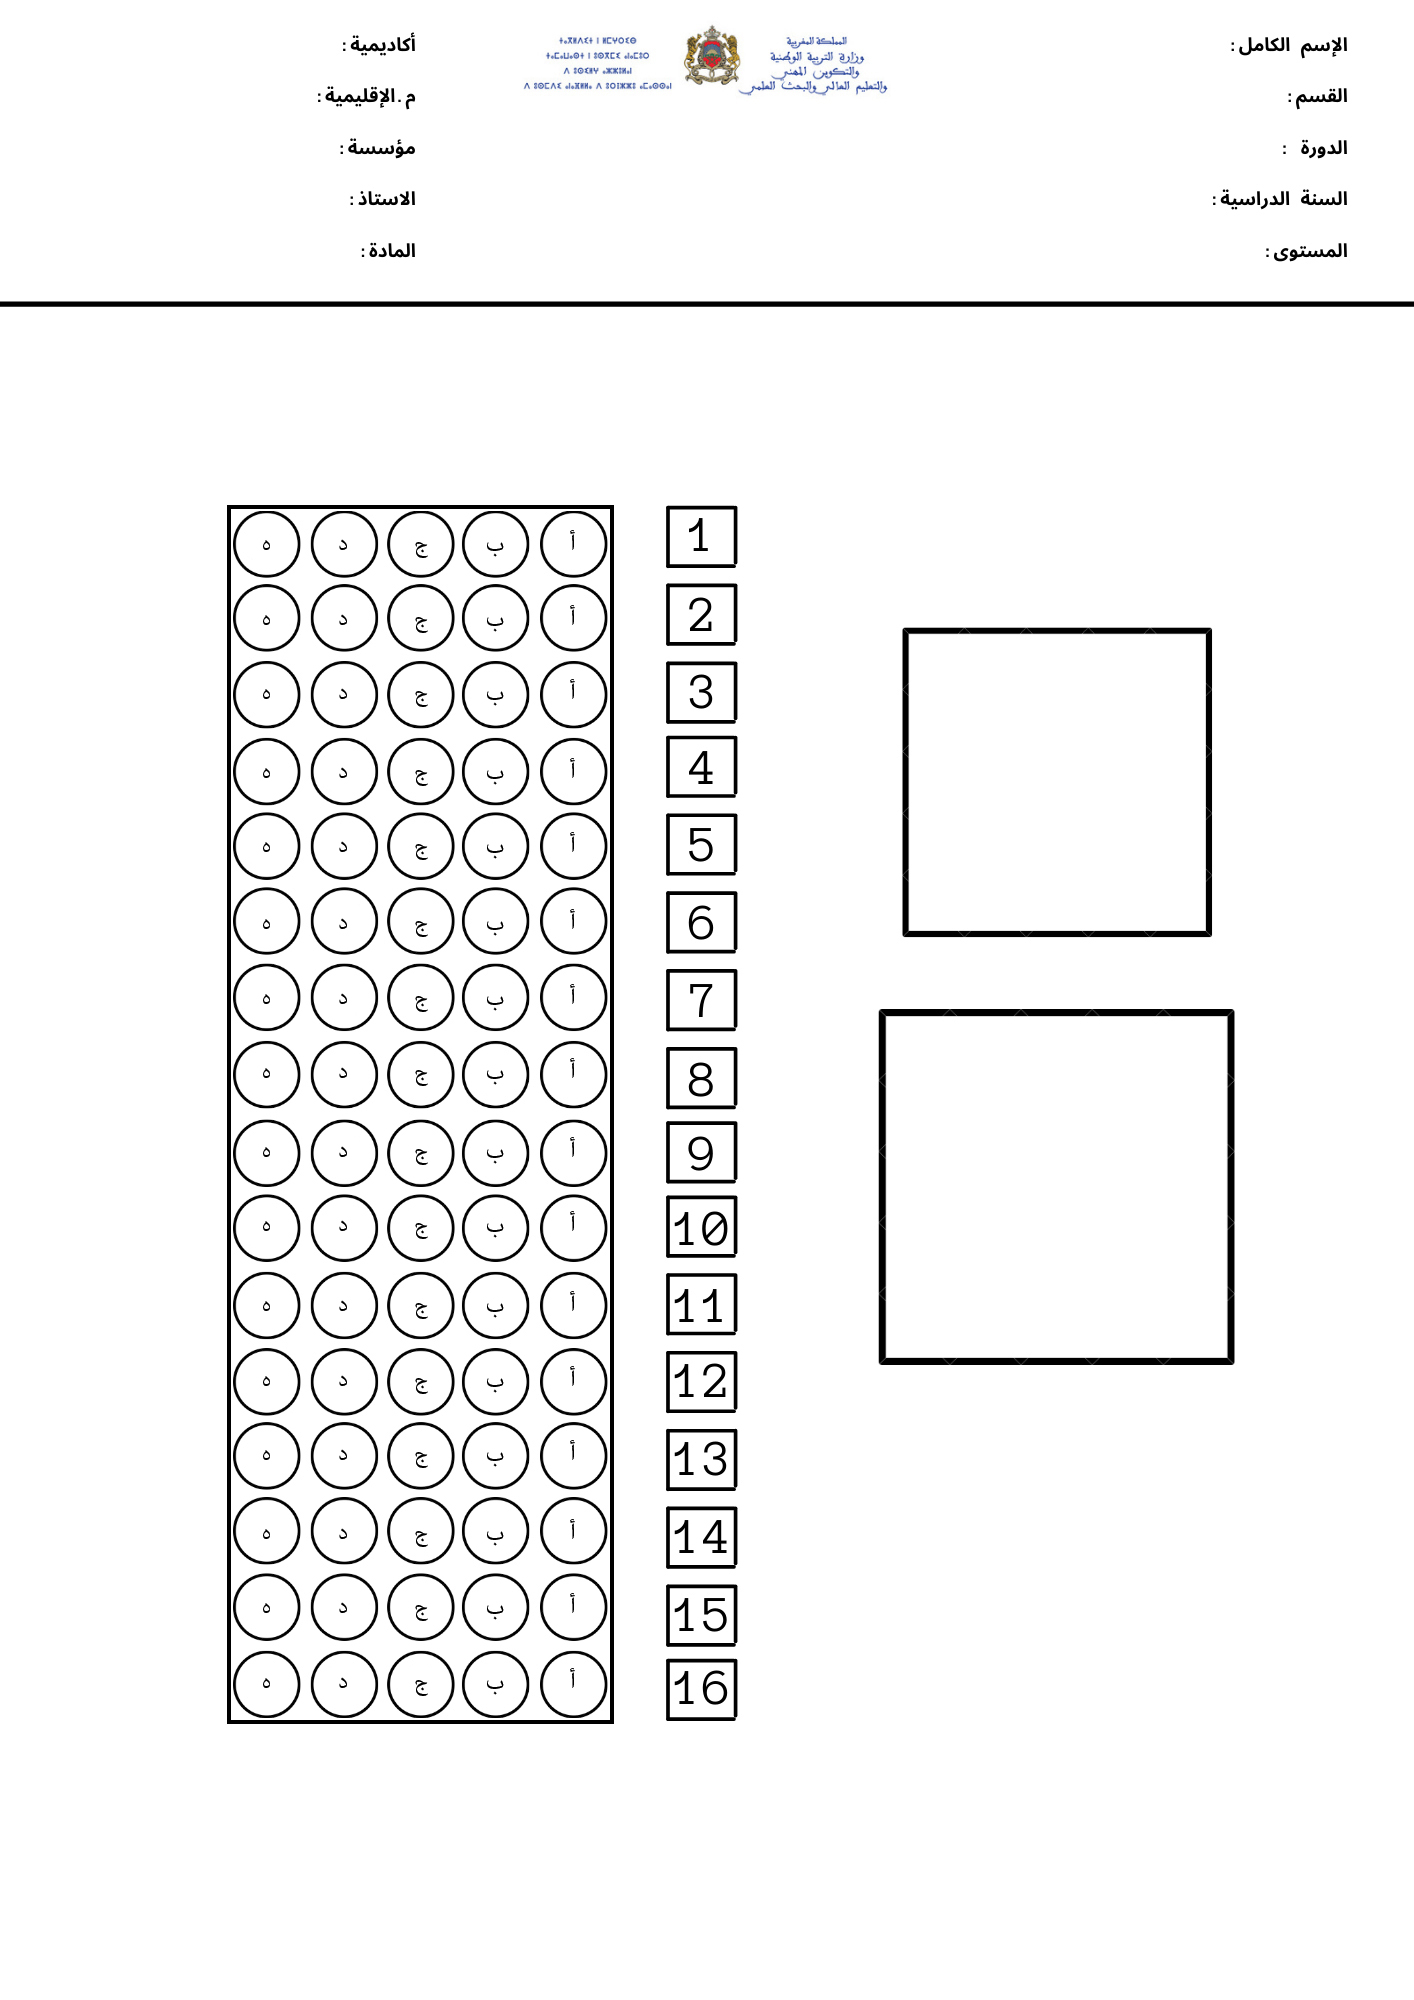 الإسم الكامل :
القسم :
الدورة :
السنة الدراسية :
المستوى :
المملكة المغربية
وزارة التربية الوطنية
والتكوين المهني
والتعليم العالي والبحث العلمي
أكاديمية :
م.الإقليمية :
مؤسسة :
الاستاذ :
المادة :
1 أ ب ج د ه
2 أ ب ج د ه
3 أ ب ج د ه
4 أ ب ج د ه
5 أ ب ج د ه
6 أ ب ج د ه
7 أ ب ج د ه
8 أ ب ج د ه
9 أ ب ج د ه
10 أ ب ج د ه
11 أ ب ج د ه
12 أ ب ج د ه
13 أ ب ج د ه
14 أ ب ج د ه
15 أ ب ج د ه
16 أ ب ج د ه